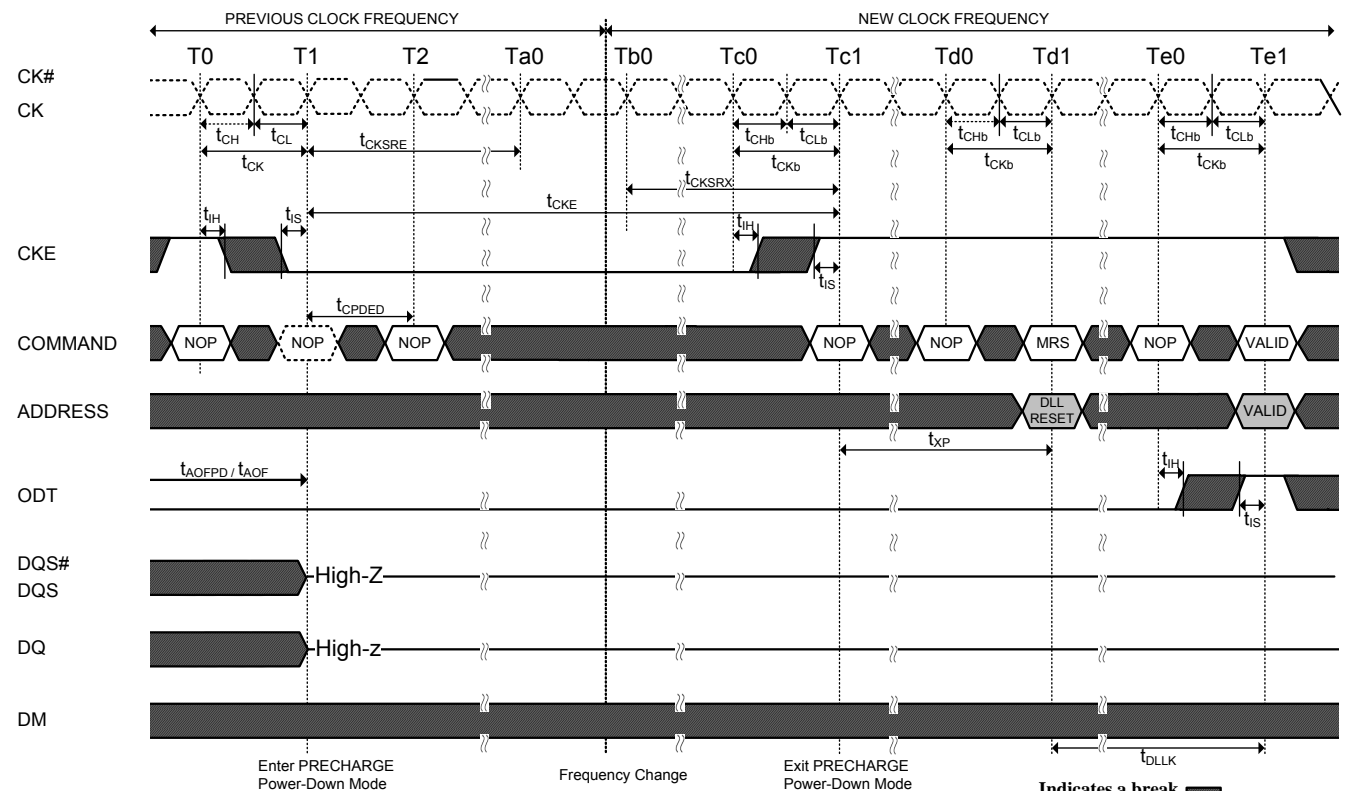 PREVIOUS CLOCK FREQUENCY NEW CLOCK FREQUENCY
T0 T1 T2 Ta0 Tb0 Tc0 Tc1 Td0 Td1 Te0 Te1
CK#
CK
tCH tCL tCHb tCLb tCHb tCLb tCHb tCLb
tCK tCKSRE tCKb tCKb tCKb
tCKSRX
tCKE
tIH tIS tIH
CKE
tIS
tCPDED
COMMAND NOP NOP NOP NOP NOP MRS NOP VALID
ADDRESS DLL RESET VALID
tXP
tAOFPD / tAOF tIH
ODT
tIS
DQS#
DQS
High-Z
DQ High-z
DM
tDLLK
Enter PRECHARGE
Power-Down Mode
Frequency Change
Exit PRECHARGE
Power-Down Mode
Indicates a break